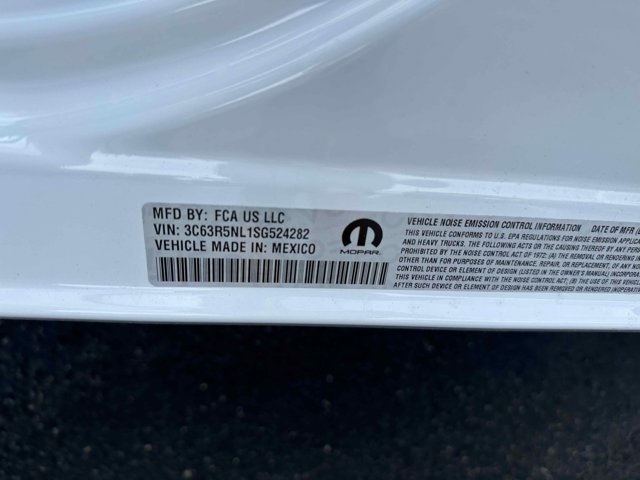 MFD BY: FCA US LLC
VIN: 3C63R5NL1SG524282
VEHICLE MADE IN: MEXICO
MOPAR
VEHICLE NOISE EMISSION CONTROL INFORMATION DATE OF MFR
THIS VEHICLE CONFORMS TO U.S. EPA REGULATIONS FOR NOISE EMISSION
AND HEAVY TRUCKS. THE FOLLOWING ACTS OR THE CAUSING THEREOF BY ANY
BY THE NOISE CONTROL ACT OF 1972: (A) THE REMOVAL OR RENDERING
OTHER THAN FOR PURPOSES OF MAINTENANCE, REPAIR, OR REPLACEMENT, OF ANY
CONTROL DEVICE OR ELEMENT OF DESIGN (LISTED IN THE OWNER'S MANUAL)
THIS VEHICLE IN COMPLIANCE WITH THE NOISE CONTROL ACT; (B) THE USE OF THIS VEHICLE
AFTER SUCH DEVICE OR ELEMENT OF DESIGN HAS BEEN REMOVED OR RENDERED